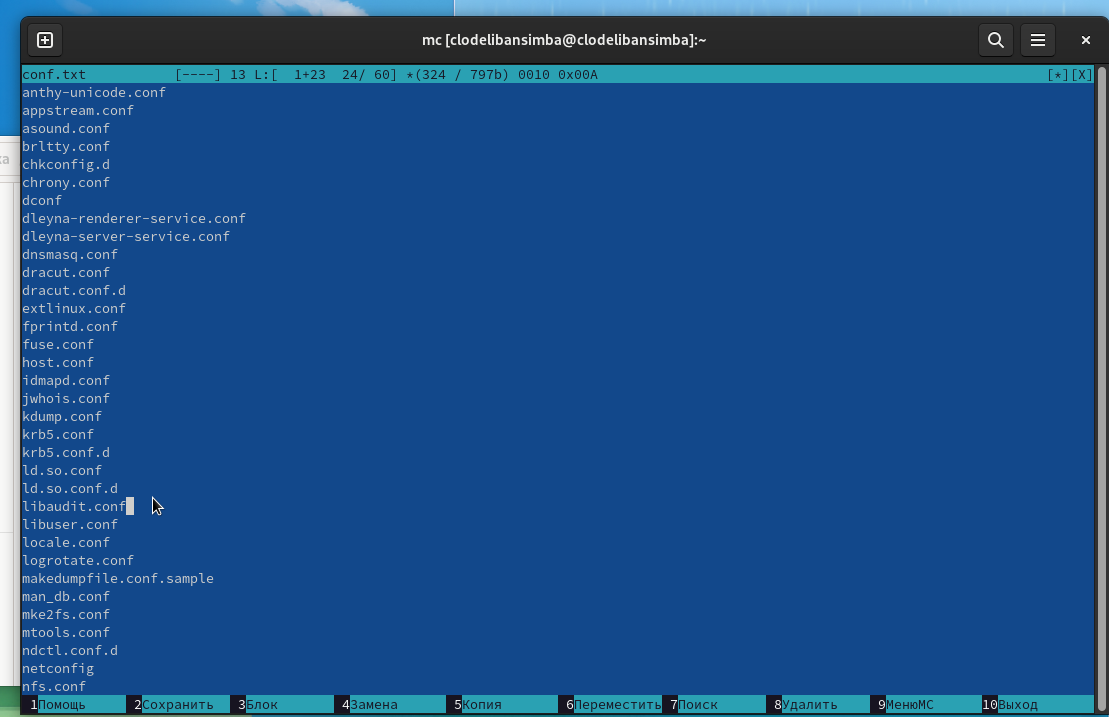 mc [clodelibansimba@clodelibansimba]:~
conf.txt [----] 13 L:[ 1+23 24/ 60] *(324 / 797b) 0010 0x00A [*][X]
anthy-unicode.conf
appstream.conf
asound.conf
brltty.conf
chkconfig.d
chrony.conf
dconf
dleyna-renderer-service.conf
dleyna-server-service.conf
dnsmasq.conf
dracut.conf
dracut.conf.d
extlinux.conf
fprintd.conf
fuse.conf
host.conf
idmapd.conf
jwhois.conf
kdump.conf
krb5.conf
krb5.conf.d
ld.so.conf
ld.so.conf.d
libaudit.conf
libuser.conf
locale.conf
logrotate.conf
makedumpfile.conf.sample
man_db.conf
mke2fs.conf
mtools.conf
ndctl.conf.d
netconfig
nfs.conf
1Помощь 2Сохранить 3Блок 4Замена 5Копия 6Переместить 7Поиск 8Удалить 9МенюМС 10Выход